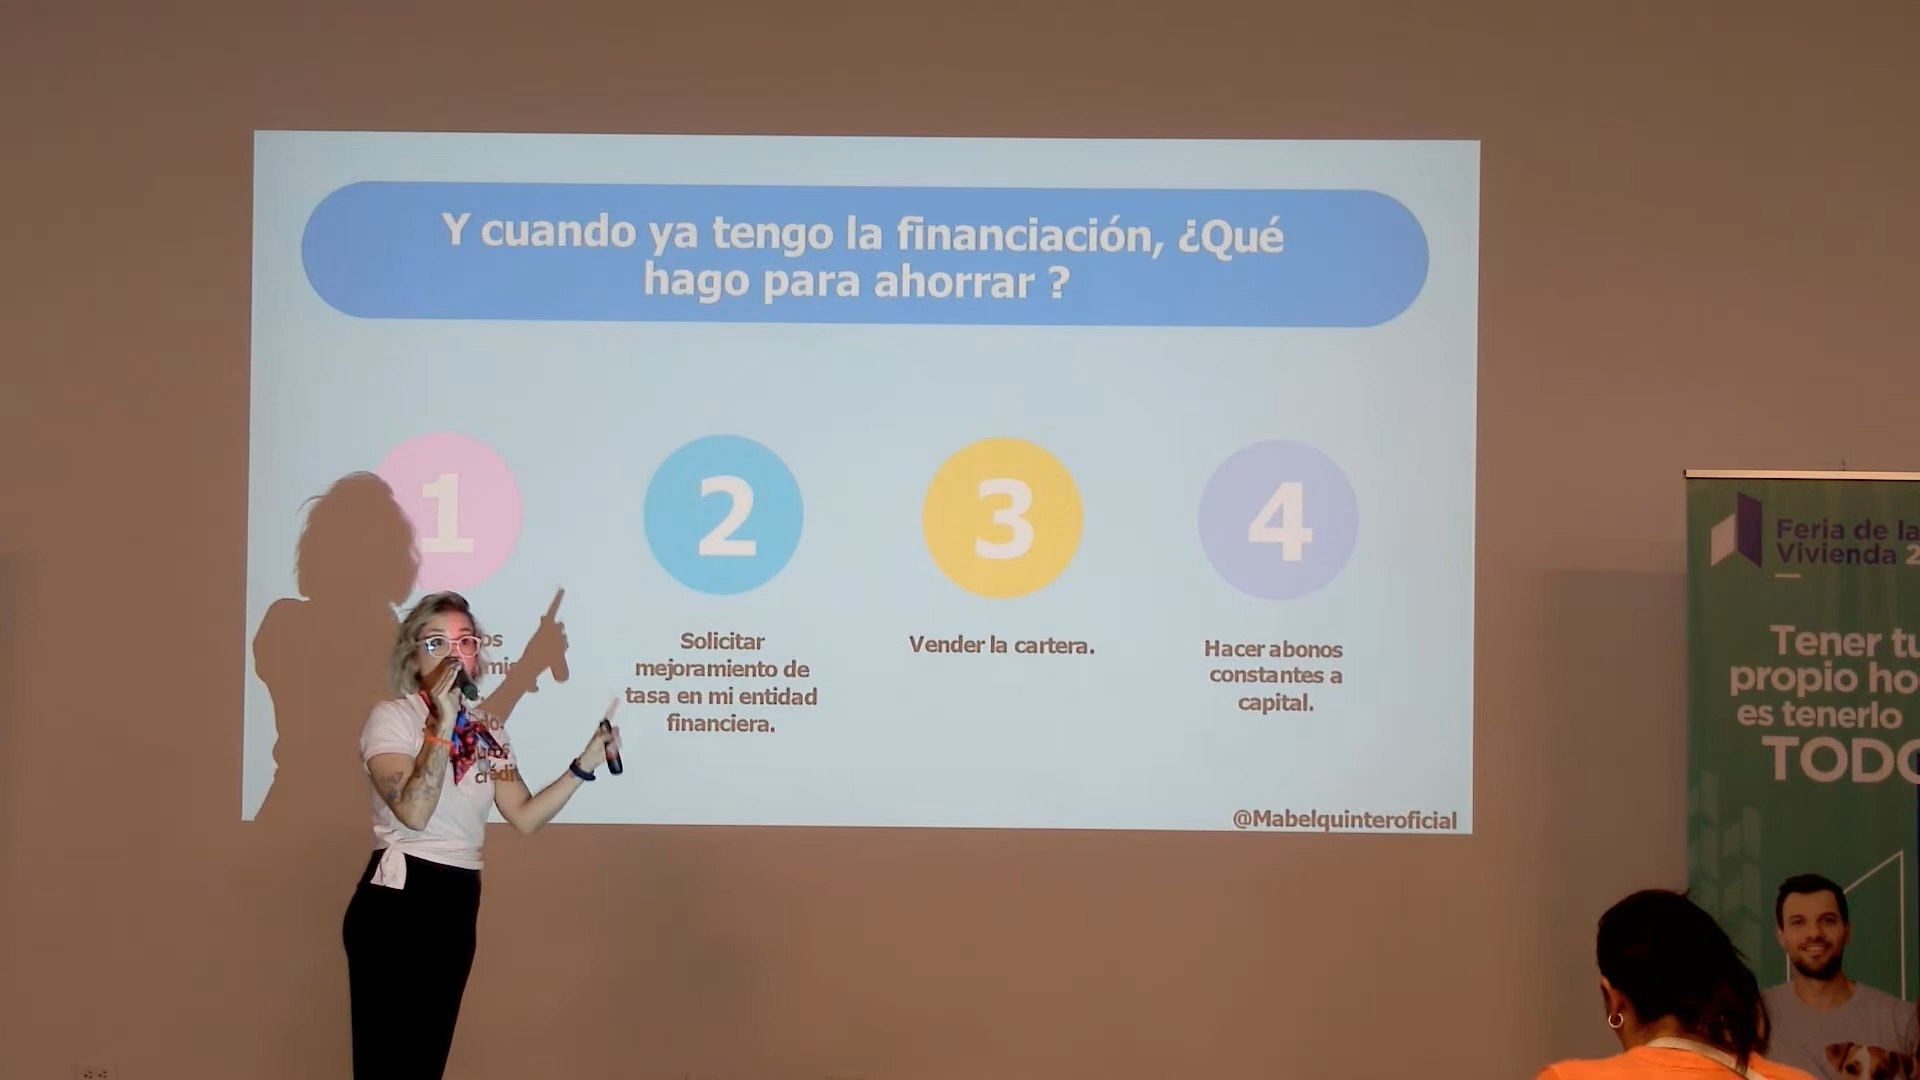 Y cuando ya tengo la financiación, ¿Qué
hago para ahorrar ?
1
2
3
4
Solicitar
mejoramiento de
tasa en mi entidad
financiera.
Vender la cartera.
Hacer abonos
constantes a
capital.
@Mabelquinteroficial
Feria de la
Vivienda 2
Tener tu
propio ho
es tenerlo
TODO